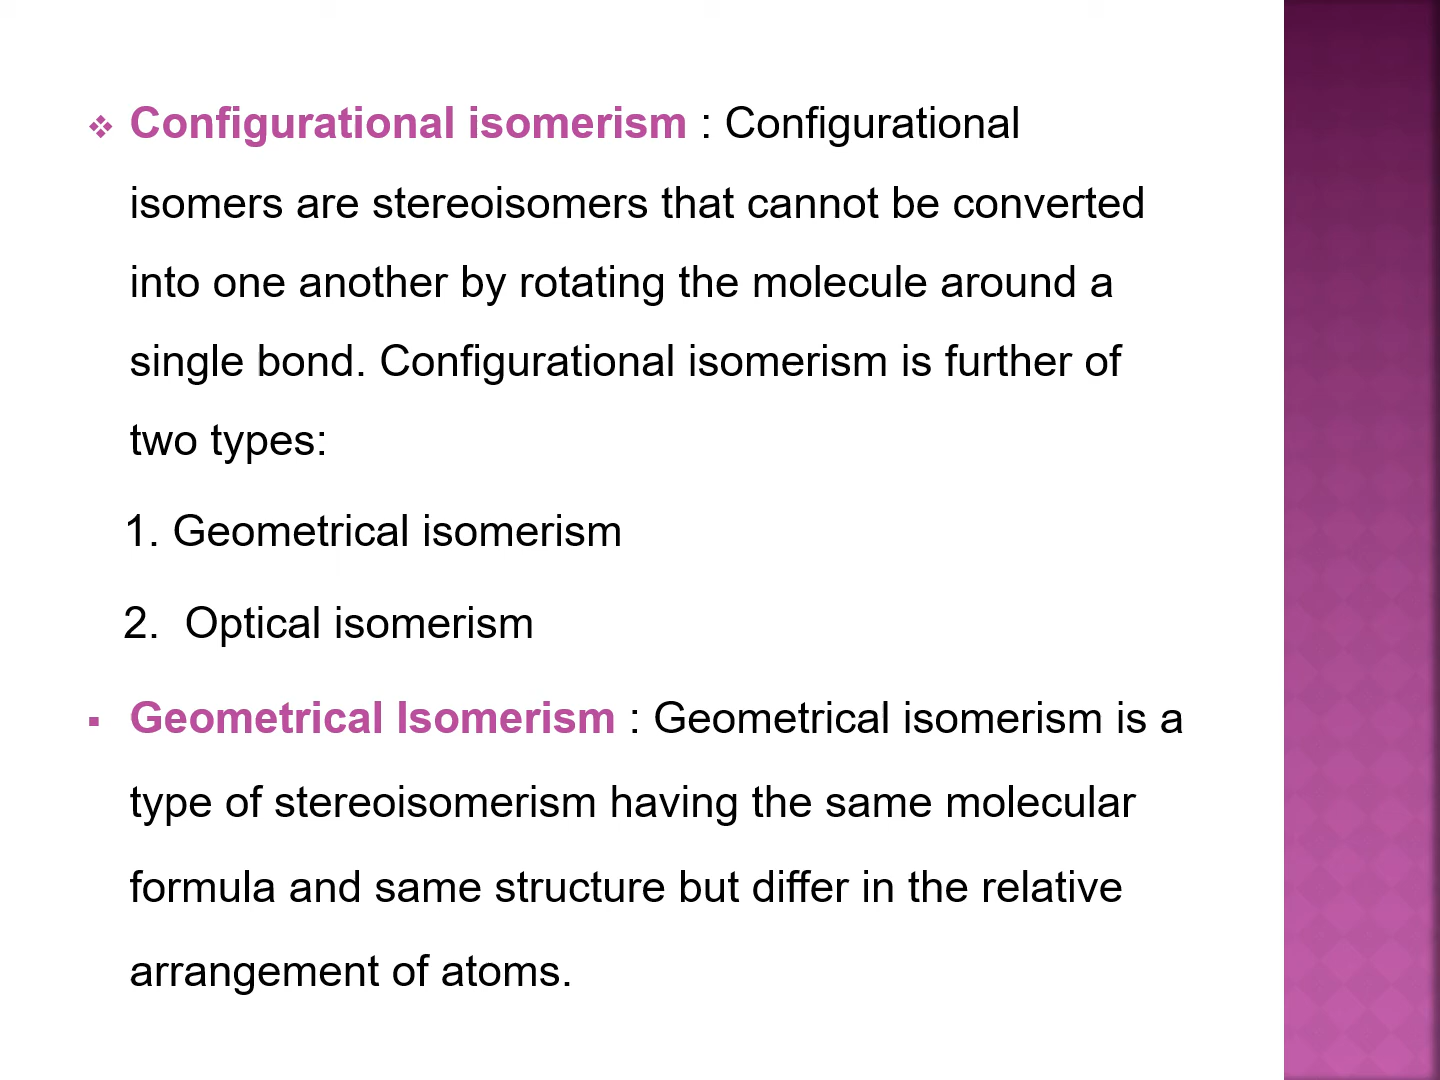 ❖ Configurational isomerism : Configurational
isomers are stereoisomers that cannot be converted
into one another by rotating the molecule around a
single bond. Configurational isomerism is further of
two types:
1. Geometrical isomerism
2. Optical isomerism
▪ Geometrical Isomerism : Geometrical isomerism is a
type of stereoisomerism having the same molecular
formula and same structure but differ in the relative
arrangement of atoms.